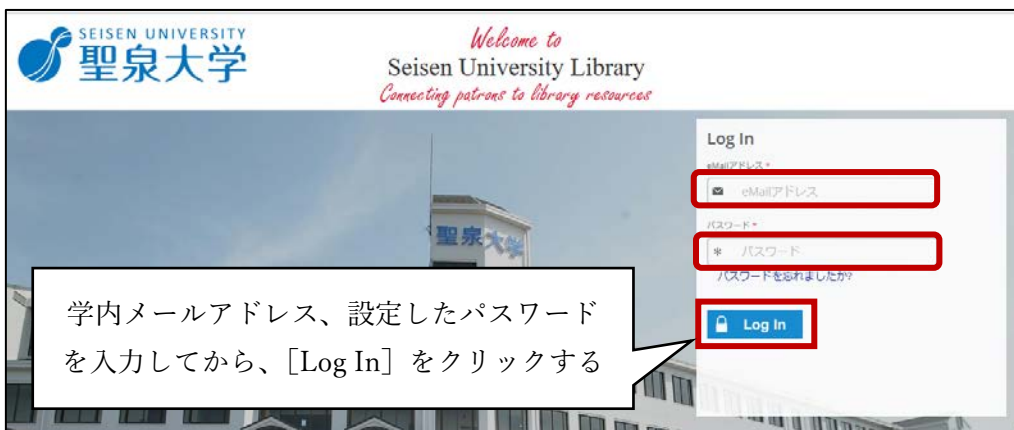 SEISEN UNIVERSITY
聖泉大学
Welcome to
Seisen University Library
Connecting patrons to library resources
Log In
eMailアドレス *
eMailアドレス
パスワード *
パスワード
パスワードを忘れましたか?
Log In
聖泉大学
学内メールアドレス、設定したパスワード
を入力してから、［Log In］をクリックする